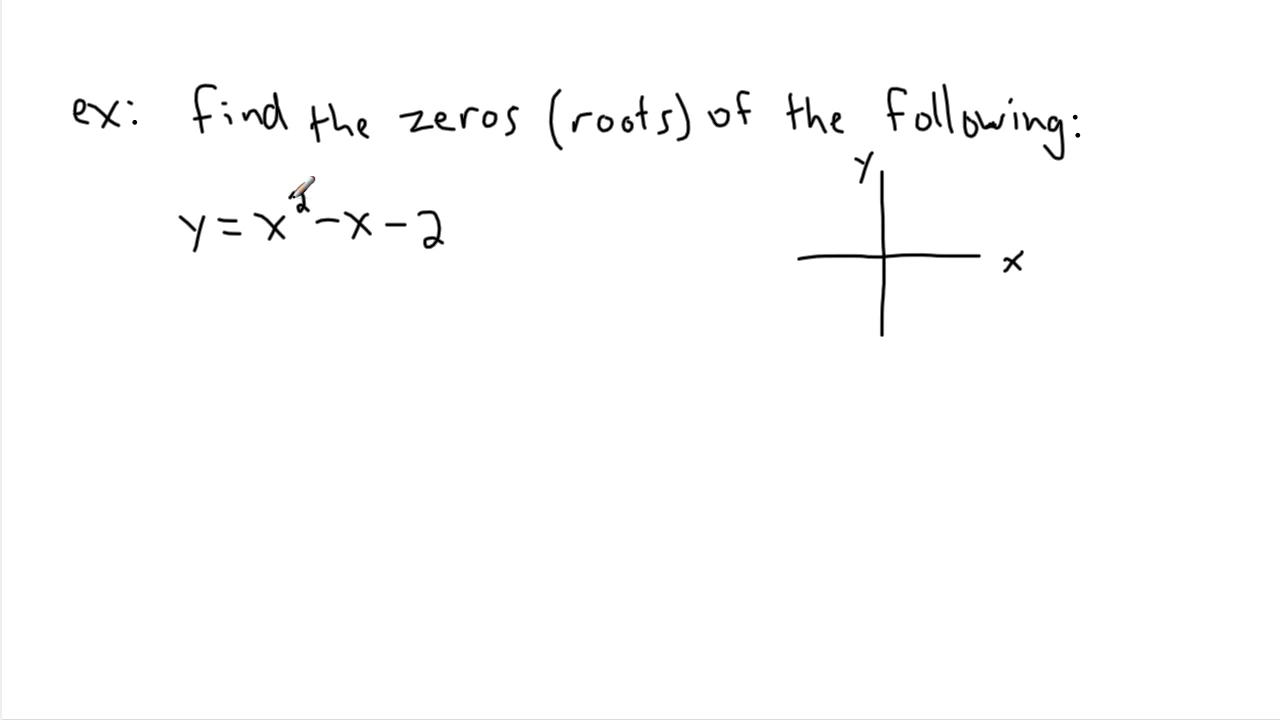 ex: find the zeros (roots) of the following:
y
y = x² - x - 2
x